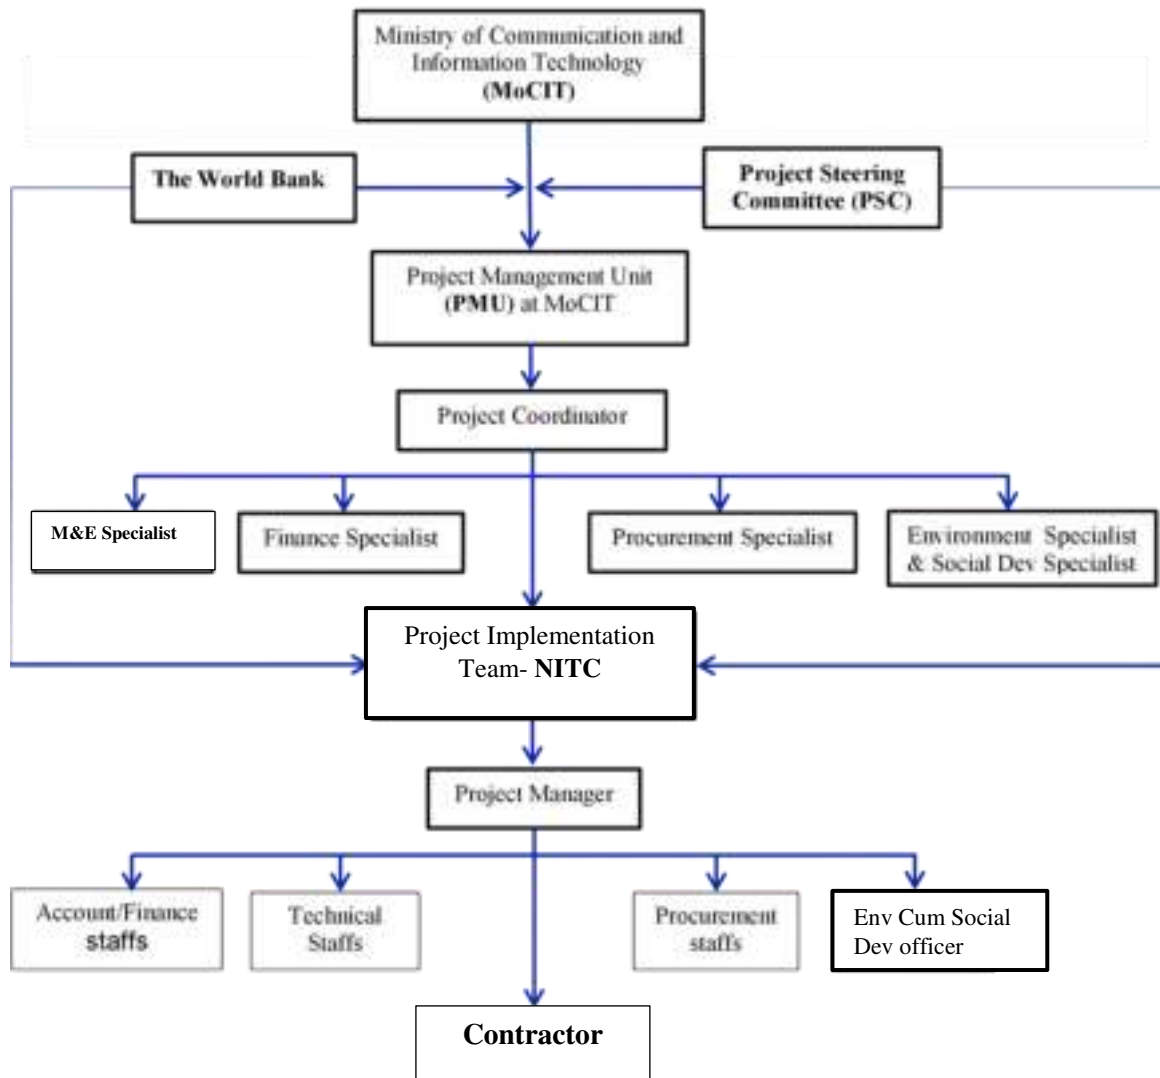 Ministry of Communication and
Information Technology
(MoCIT)
The World Bank
Project Steering
Committee (PSC)
Project Management Unit
(PMU) at MoCIT
Project Coordinator
M&E Specialist
Finance Specialist
Procurement Specialist
Environment Specialist
& Social Dev Specialist
Project Implementation
Team- NITC
Project Manager
Account/Finance
staffs
Technical
Staffs
Procurement
staffs
Env Cum Social
Dev officer
Contractor